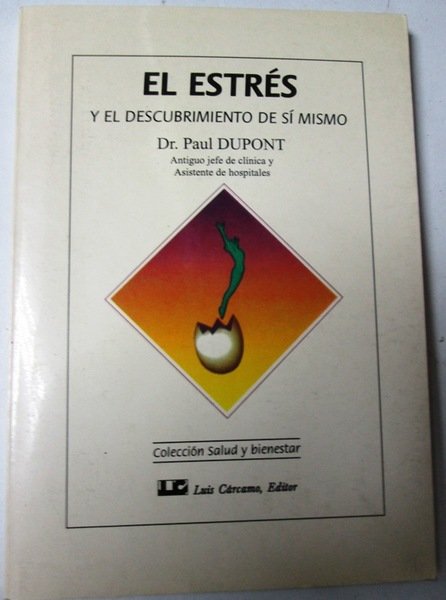 EL ESTRÉS
Y EL DESCUBRIMIENTO DE SÍ MISMO
Dr. Paul DUPONT
Antiguo jefe de clínica y
Asistente de hospitales
Colección Salud y bienestar
LC Luis Cárcamo, Editor